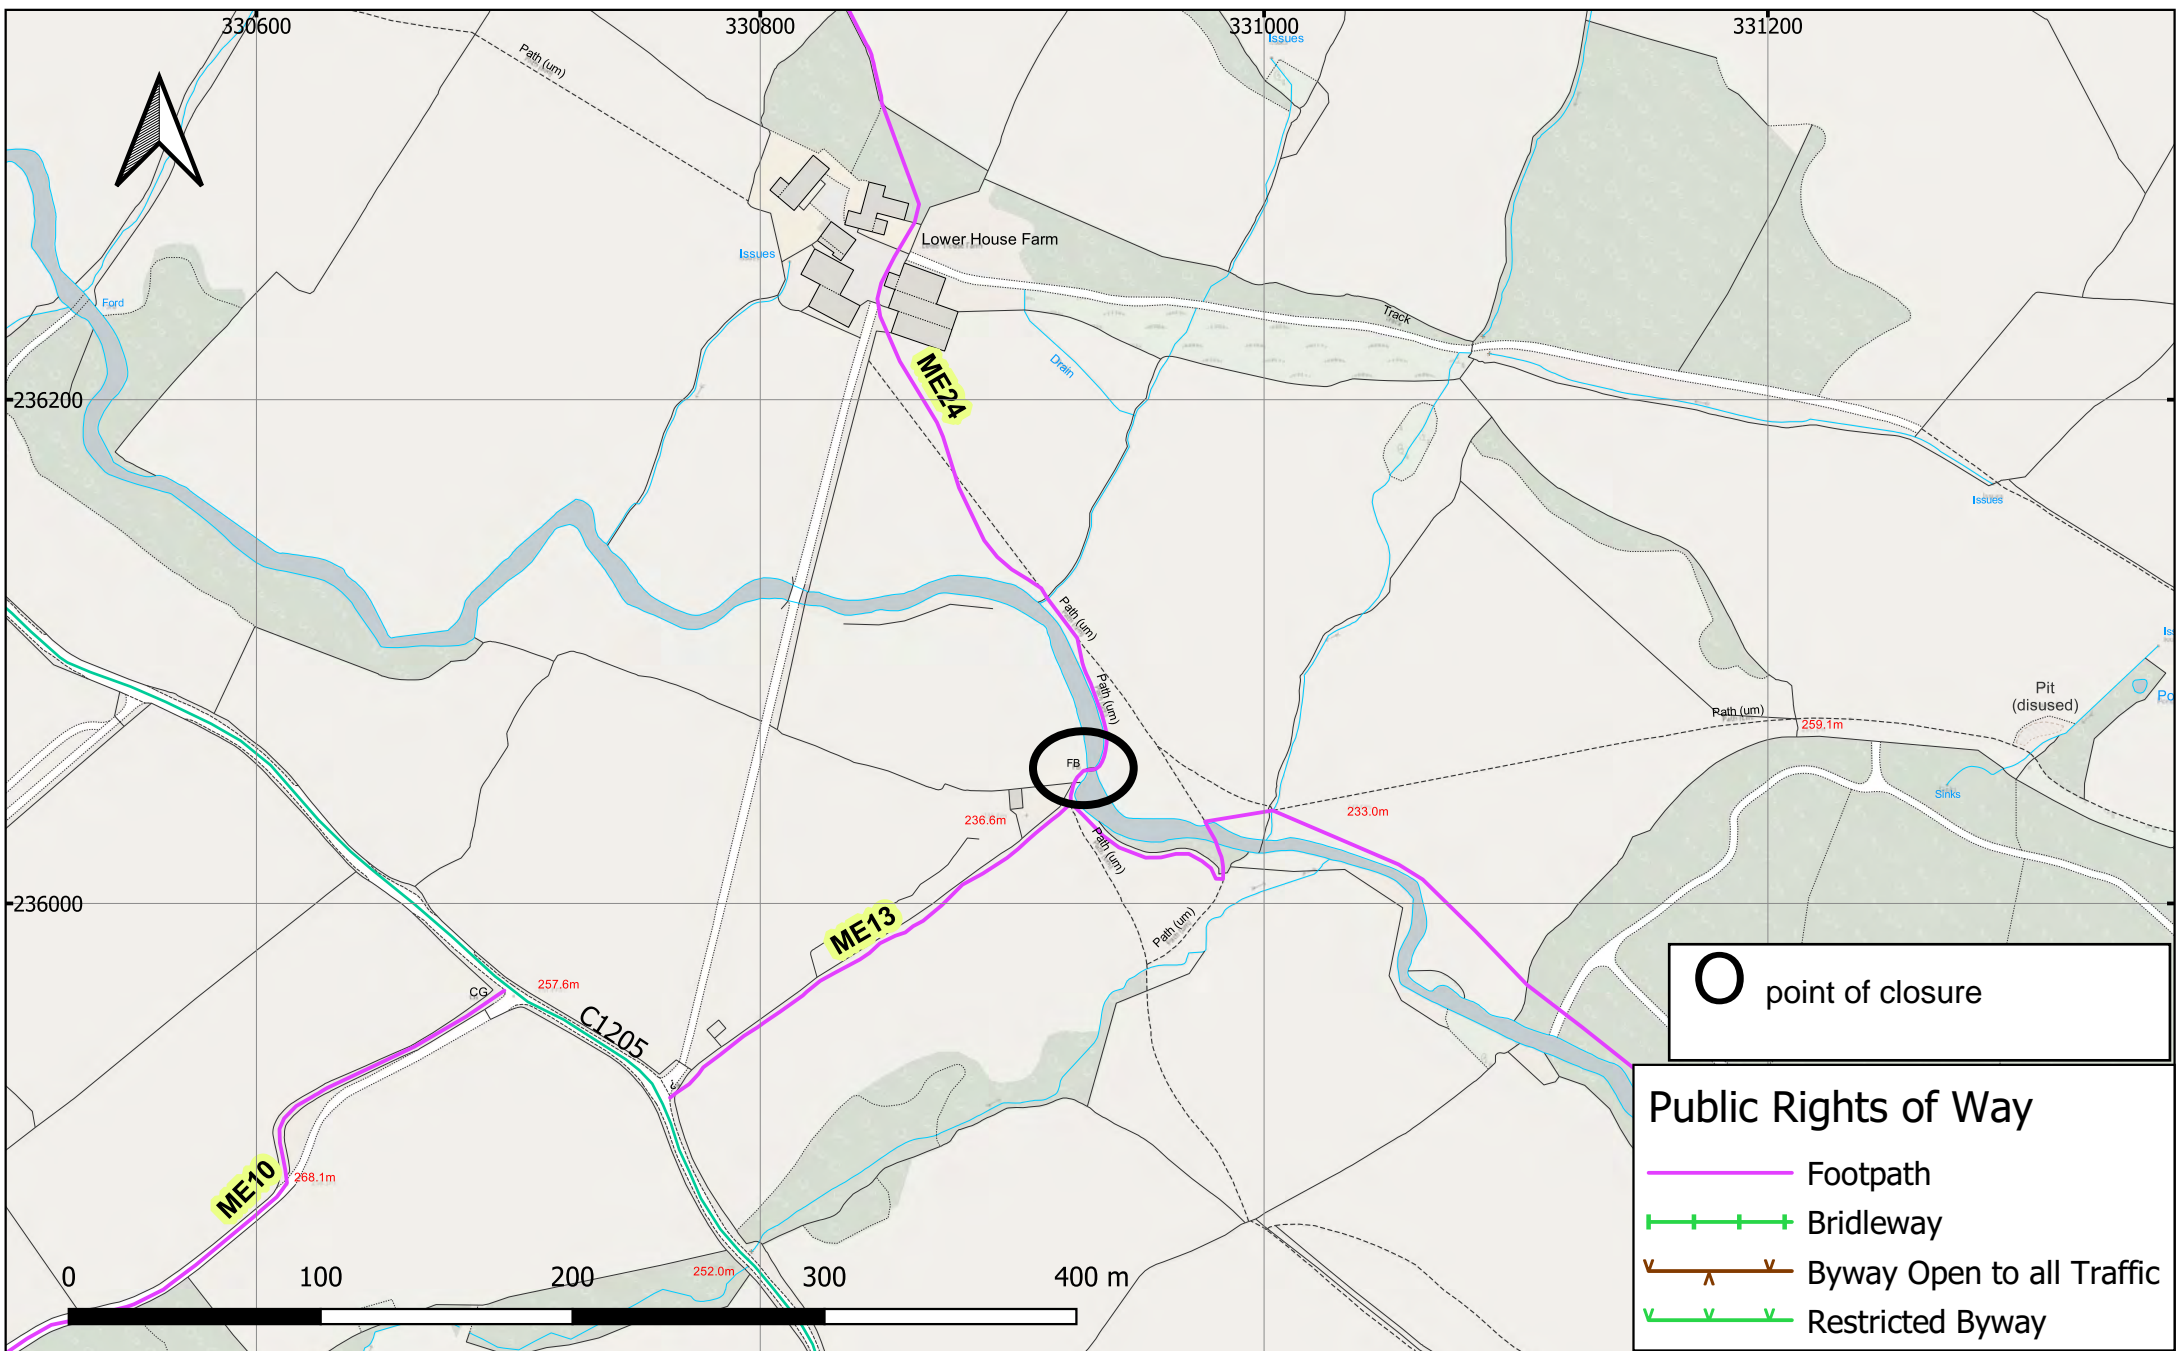 330600
330800
331000
331200
Issues
Path (um)
Lower House Farm
Issues
Ford
Track
Drain
ME24
236200
Issues
Path (um)
Path (um)
Pit
(disused)
Path (um)
259.1m
FB
Sinks
236.6m
233.0m
Path (um)
236000
ME13
Path (um)
CG
257.6m
C1205
O point of closure
ME10
268.1m
252.0m
0
100
200
300
400 m
Public Rights of Way
Footpath
Bridleway
Byway Open to all Traffic
Restricted Byway